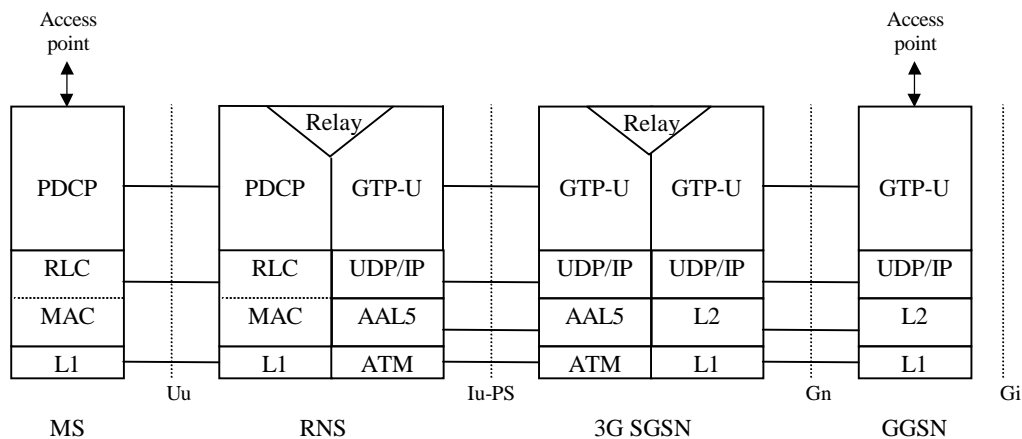 Access
point
Access
point
Relay
Relay
PDCP
PDCP
GTP-U
GTP-U
GTP-U
GTP-U
RLC
RLC
UDP/IP
UDP/IP
UDP/IP
UDP/IP
MAC
MAC
AAL5
AAL5
L2
L2
L1
L1
ATM
ATM
L1
L1
Uu
Iu-PS
Gn
Gi
MS
RNS
3G SGSN
GGSN